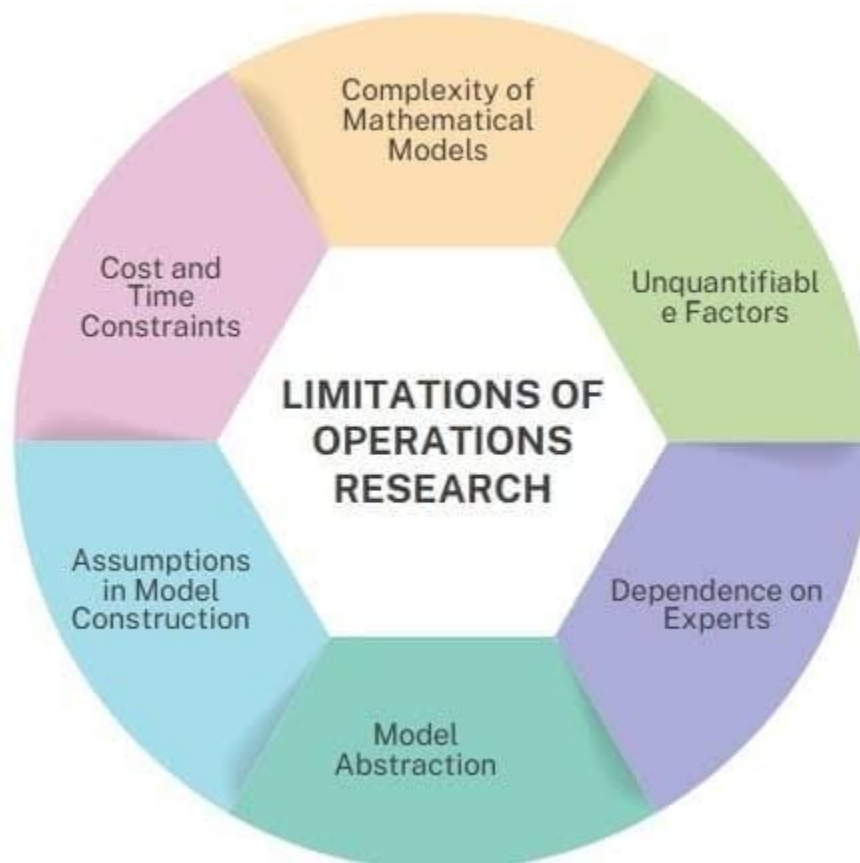 Complexity of
Mathematical
Models
Unquantifiabl
e Factors
Dependence on
Experts
Model
Abstraction
Assumptions
in Model
Construction
Cost and
Time
Constraints
LIMITATIONS OF
OPERATIONS
RESEARCH